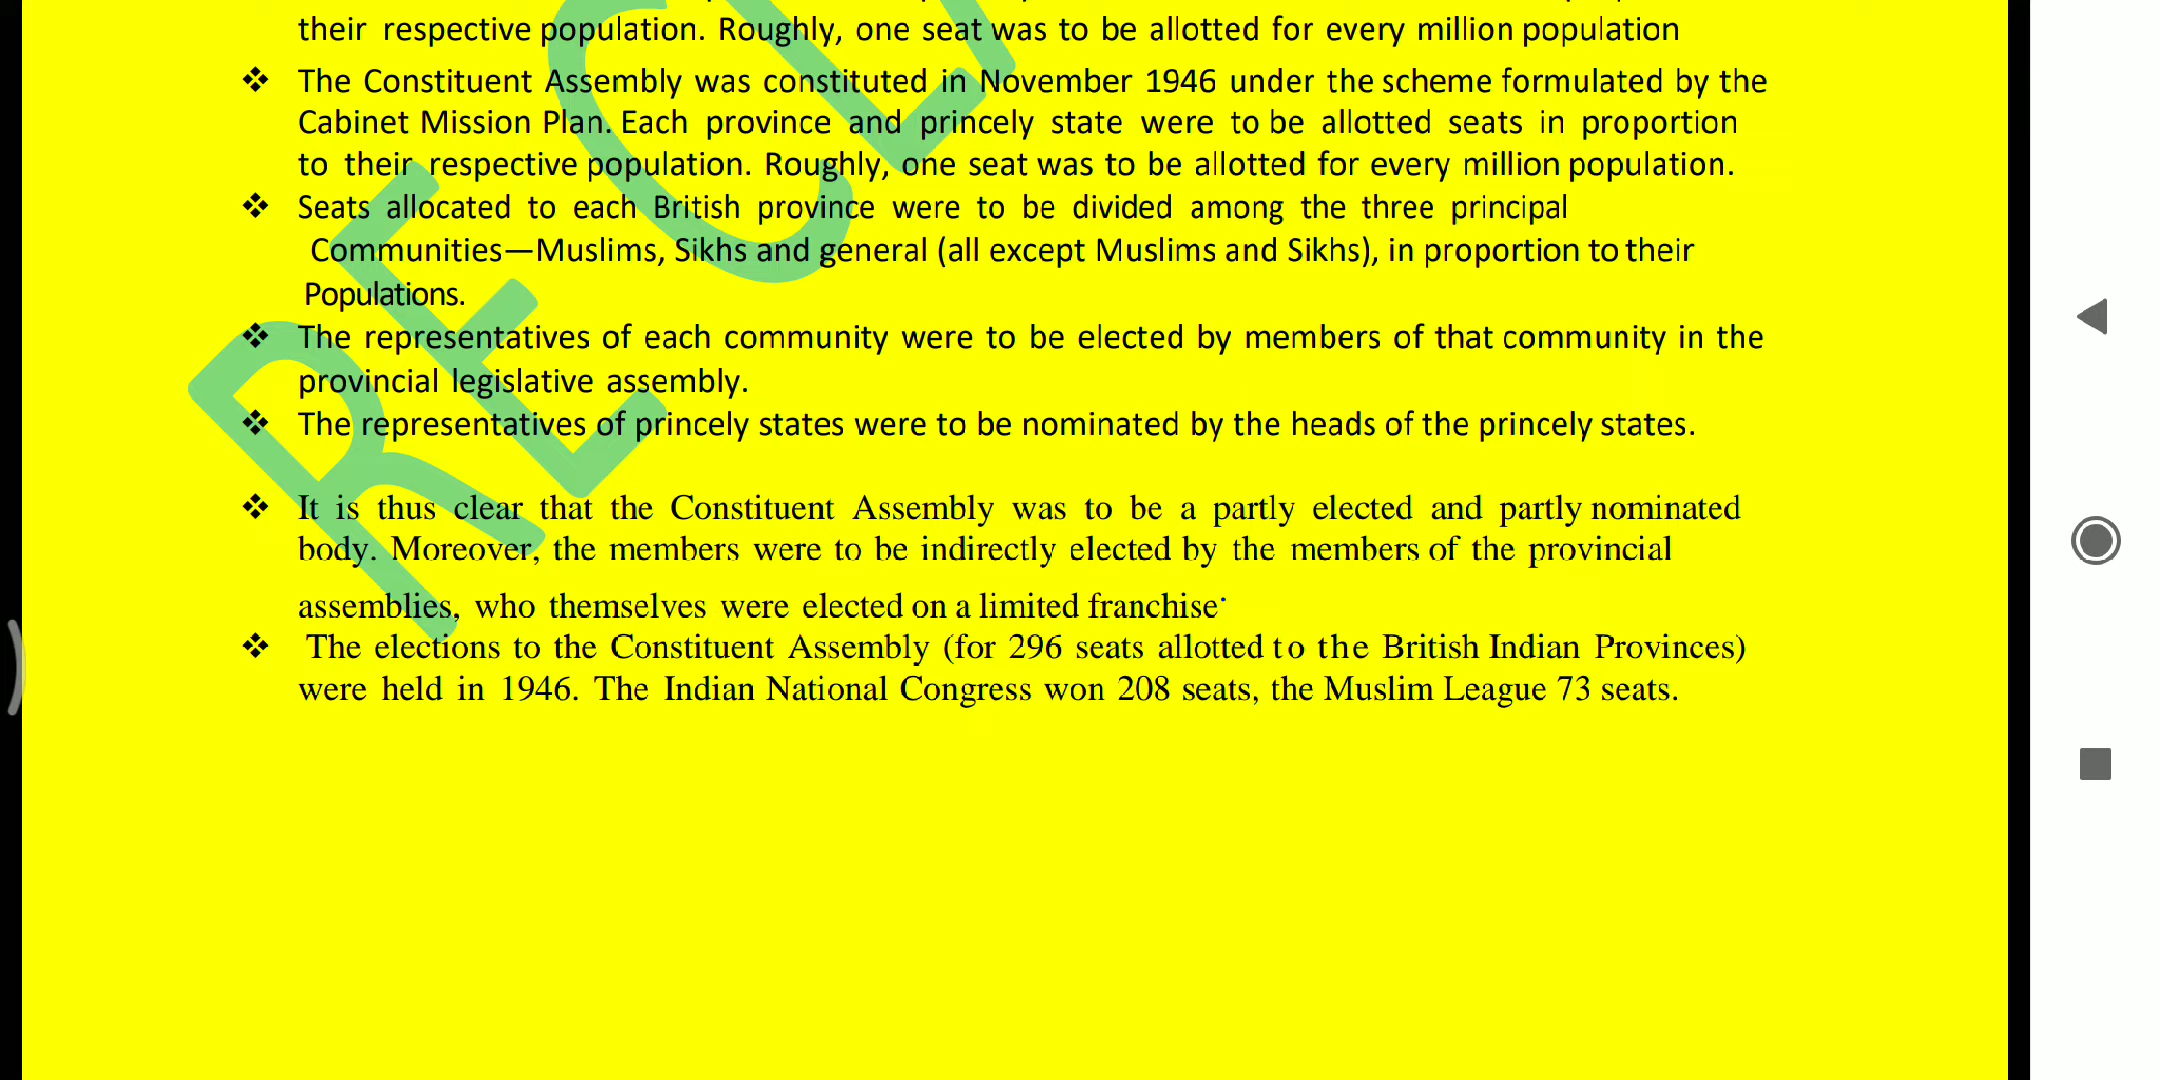 their respective population. Roughly, one seat was to be allotted for every million population
❖ The Constituent Assembly was constituted in November 1946 under the scheme formulated by the
Cabinet Mission Plan. Each province and princely state were to be allotted seats in proportion
to their respective population. Roughly, one seat was to be allotted for every million population.
❖ Seats allocated to each British province were to be divided among the three principal
Communities—Muslims, Sikhs and general (all except Muslims and Sikhs), in proportion to their
Populations.
❖ The representatives of each community were to be elected by members of that community in the
provincial legislative assembly.
❖ The representatives of princely states were to be nominated by the heads of the princely states.
❖ It is thus clear that the Constituent Assembly was to be a partly elected and partly nominated
body. Moreover, the members were to be indirectly elected by the members of the provincial
assemblies, who themselves were elected on a limited franchise.
❖ The elections to the Constituent Assembly (for 296 seats allotted to the British Indian Provinces)
were held in 1946. The Indian National Congress won 208 seats, the Muslim League 73 seats.